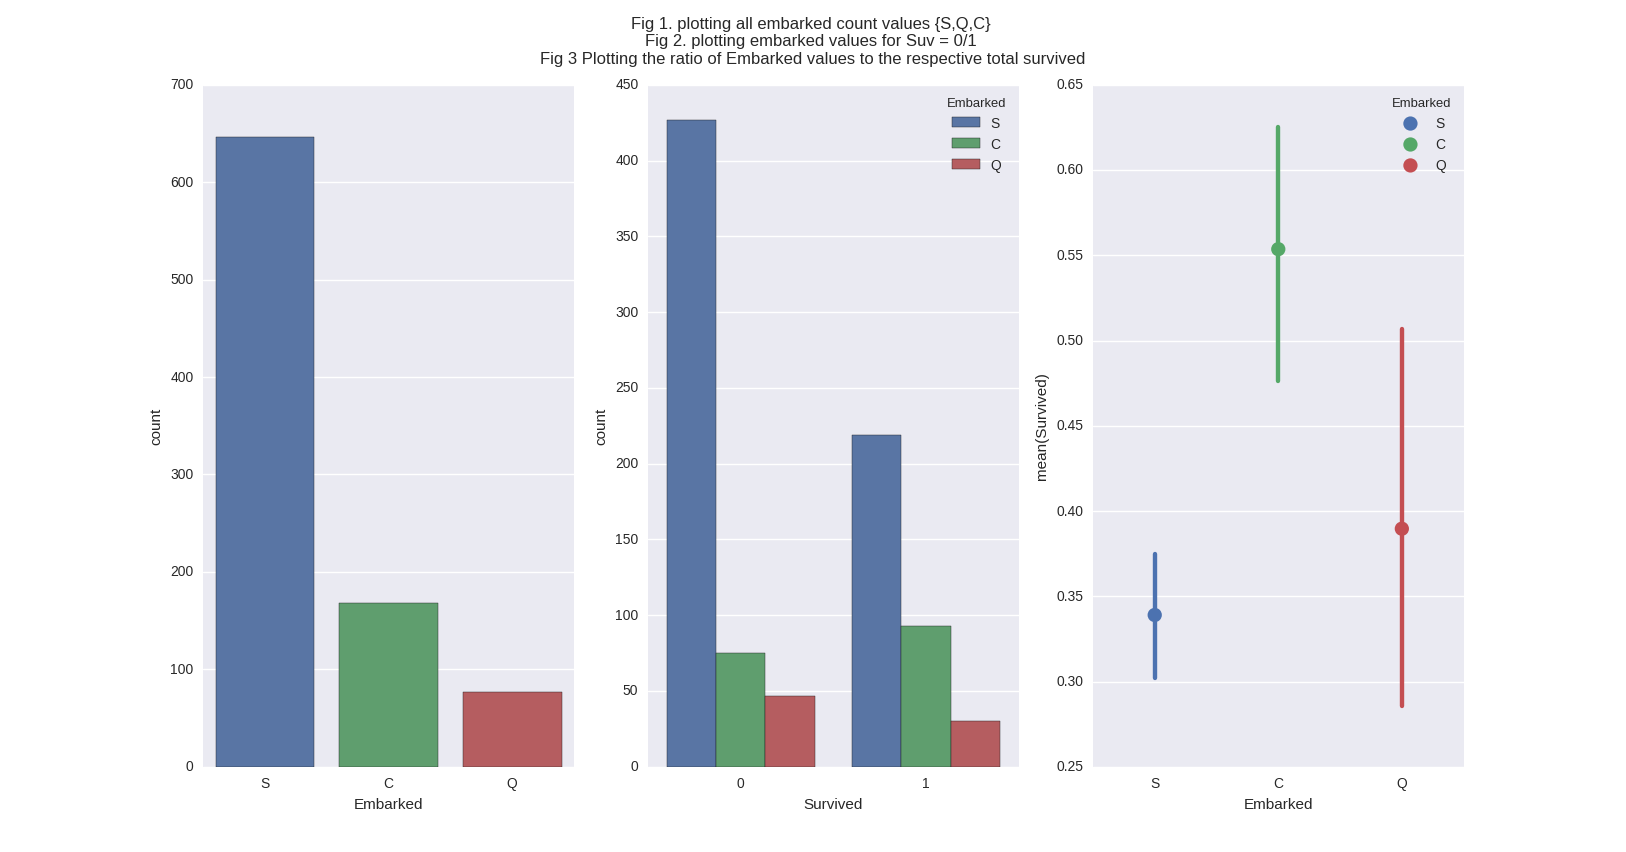 Fig 1. plotting all embarked count values {S,Q,C}
Fig 2. plotting embarked values for Suv = 0/1
Fig 3 Plotting the ratio of Embarked values to the respective total survived
700
600
500
400
300
200
100
0
count
S C Q
Embarked
450
400
350
300
250
200
150
100
50
0
count
Embarked
S
C
Q
0 1
Survived
0.65
0.60
0.55
0.50
0.45
0.40
0.35
0.30
0.25
mean(Survived)
Embarked
S
C
Q
S C Q
Embarked